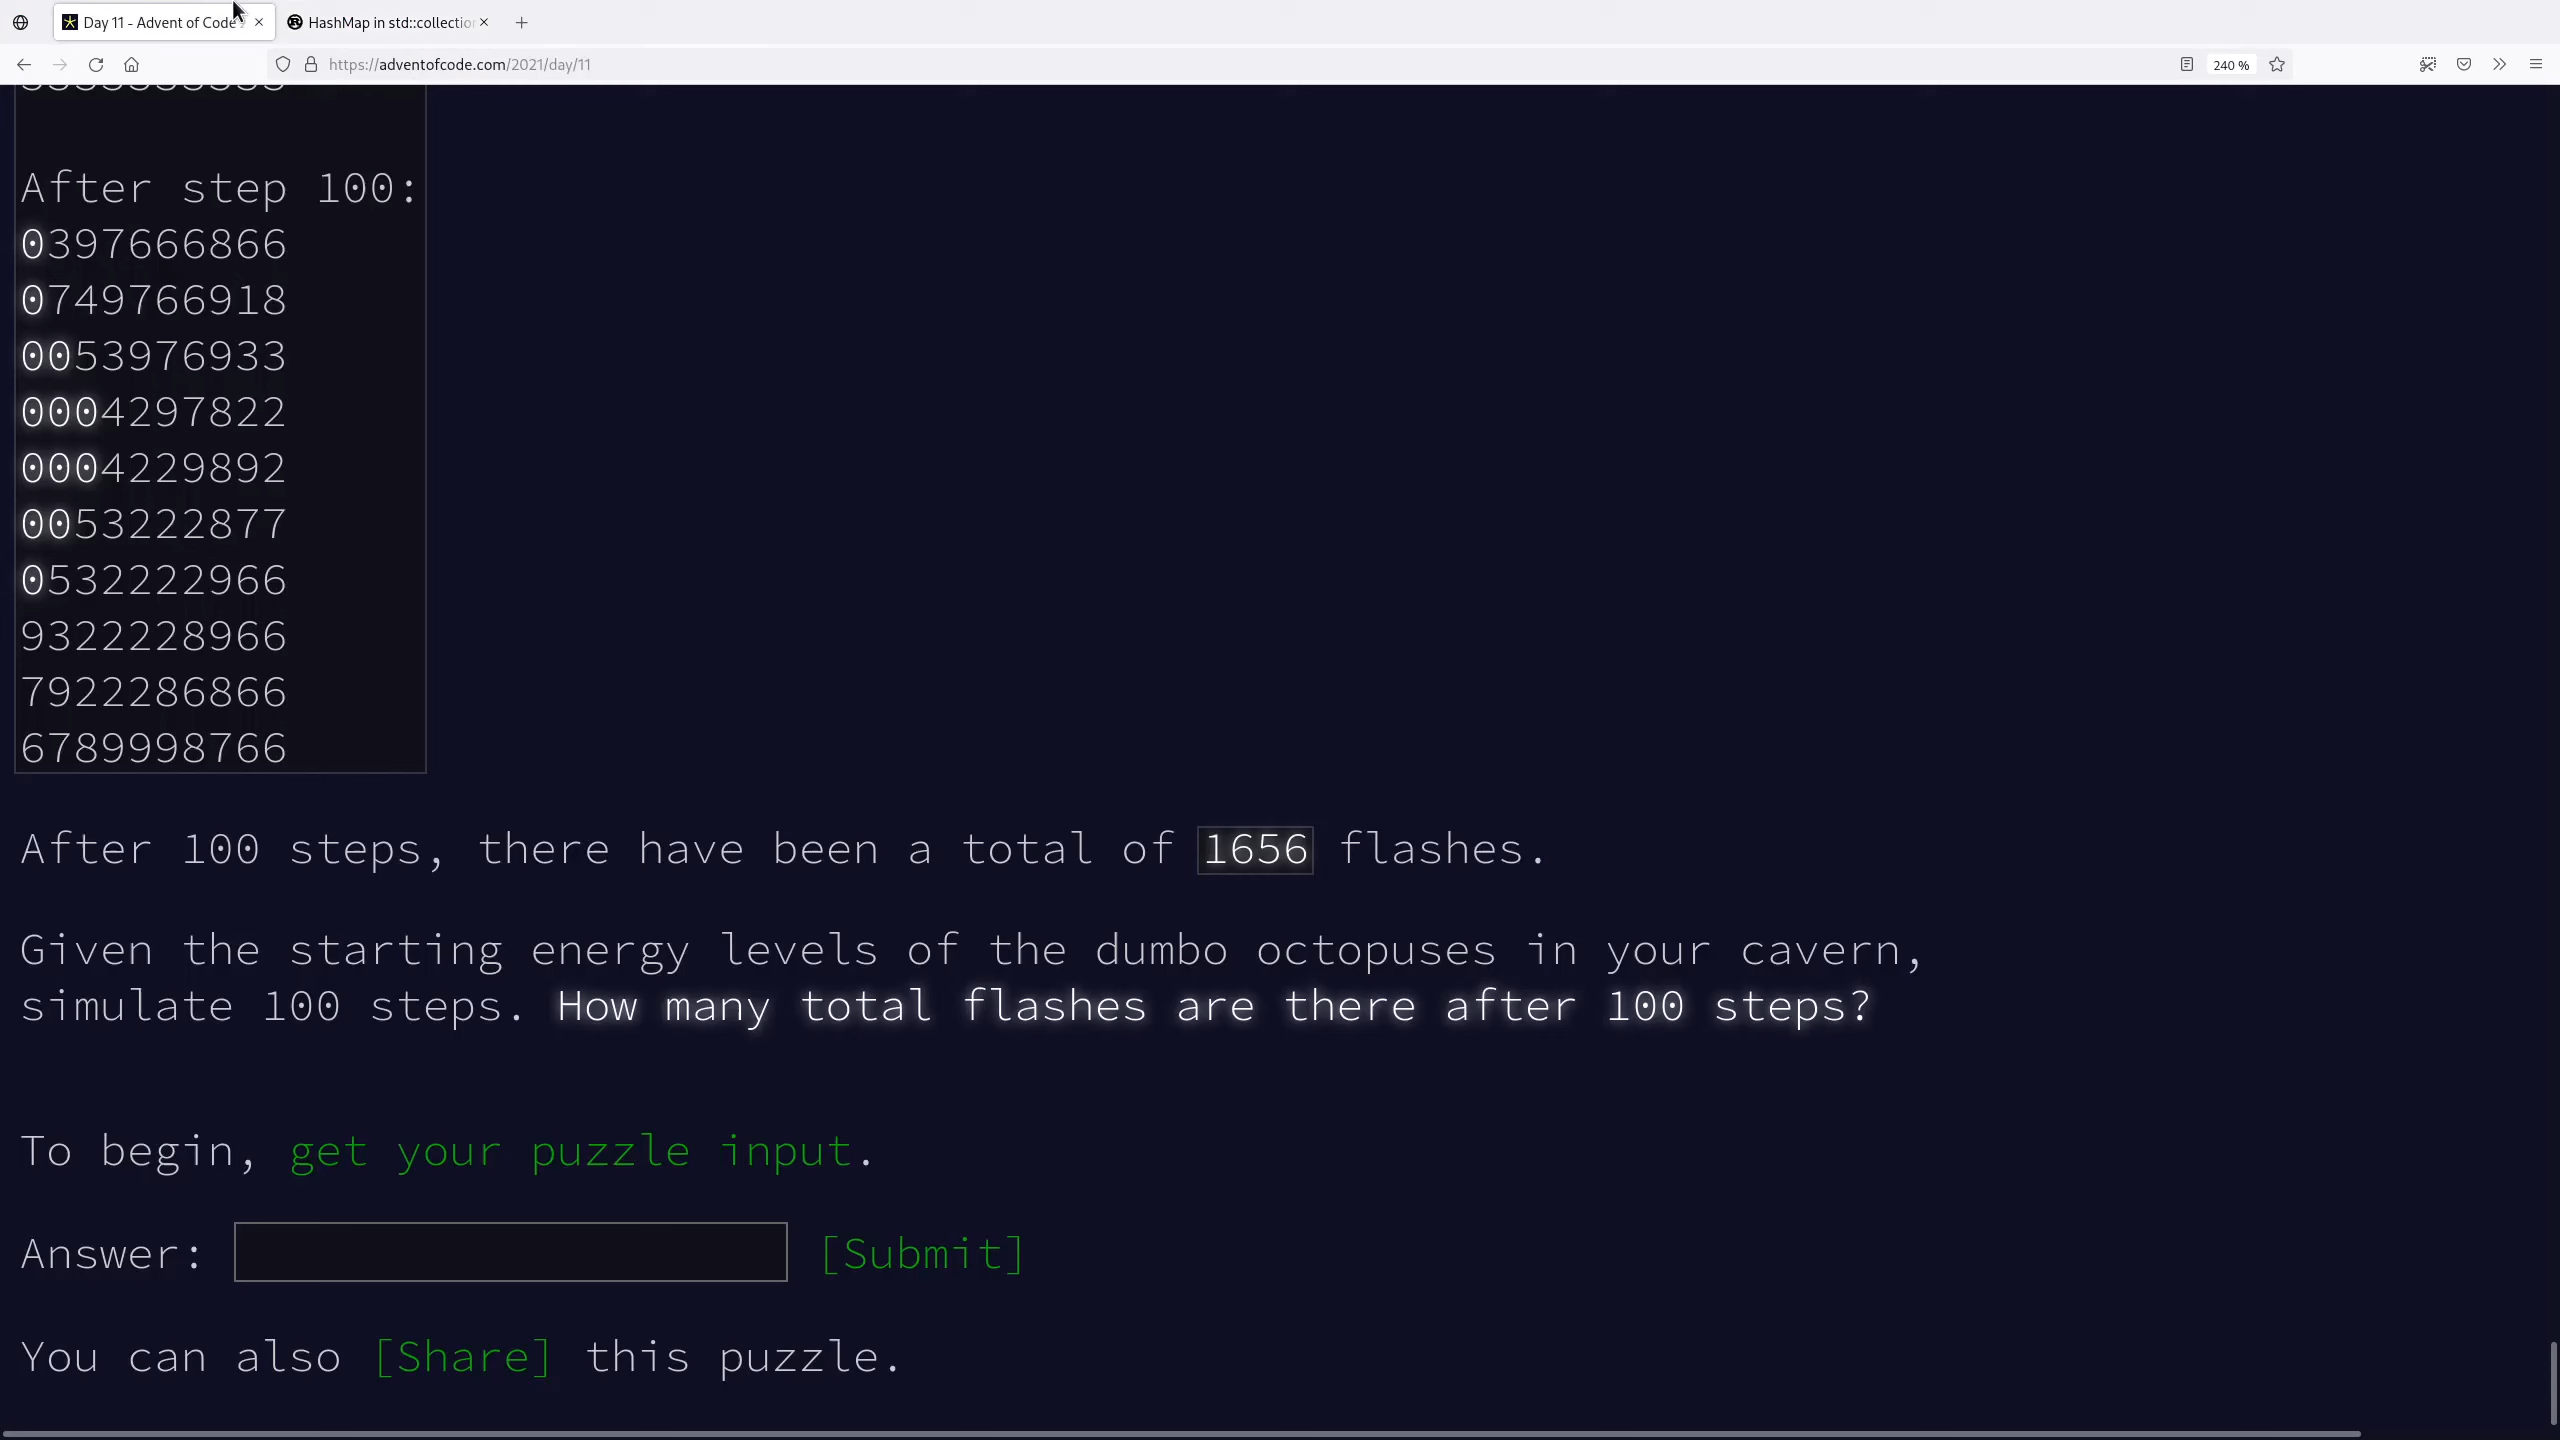 Day 11 - Advent of Code
HashMap in std::collection
https://adventofcode.com/2021/day/11
240 %
After step 100:
0397666866
0749766918
0053976933
0004297822
0004229892
0053222877
0532222966
9322228966
7922286866
6789998766
After 100 steps, there have been a total of 1656 flashes.
Given the starting energy levels of the dumbo octopuses in your cavern,
simulate 100 steps. How many total flashes are there after 100 steps?
To begin, get your puzzle input.
Answer: [Submit]
You can also [Share] this puzzle.